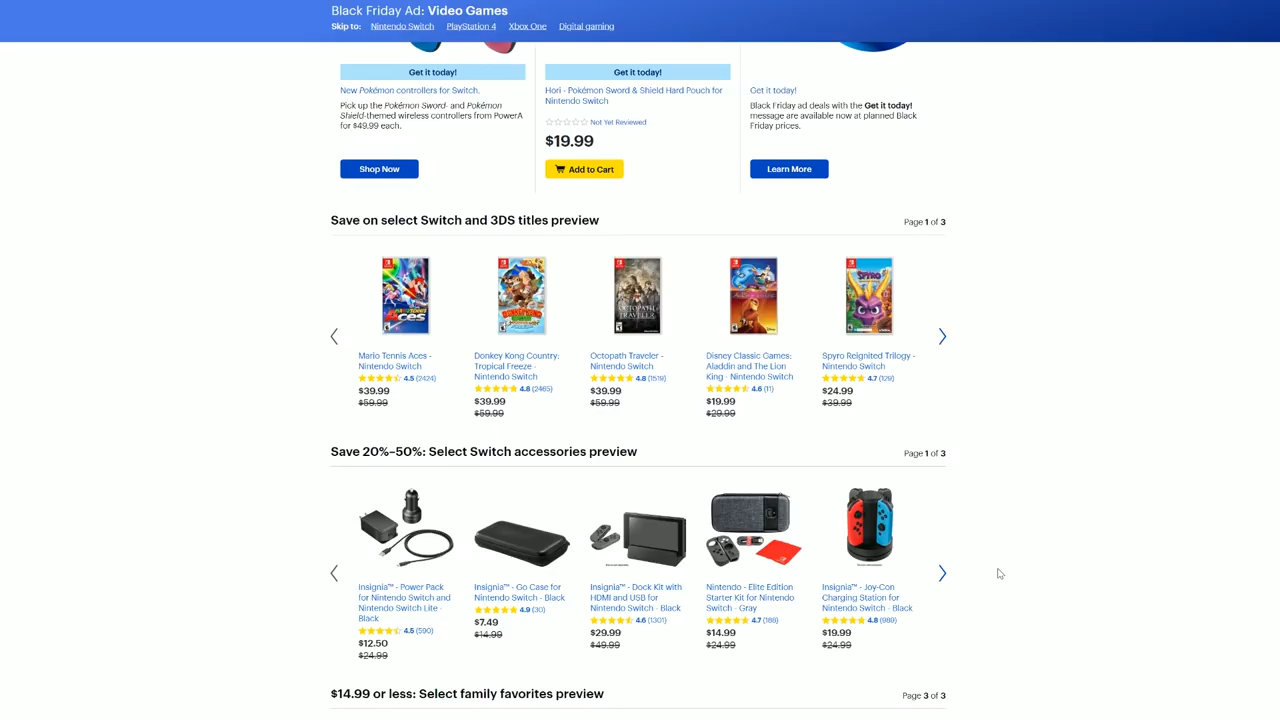 Black Friday Ad: Video Games
Skip to: Nintendo Switch PlayStation 4 Xbox One Digital gaming
Get it today!
New Pokémon controllers for Switch.
Pick up the Pokémon Sword- and Pokémon
Shield-themed wireless controllers from PowerA
for $49.99 each.
Shop Now
Get it today!
Hori - Pokémon Sword & Shield Hard Pouch for
Nintendo Switch
Not Yet Reviewed
$19.99
Add to Cart
Get it today!
Black Friday ad deals with the Get it today!
message are available now at planned Black
Friday prices.
Learn More
Save on select Switch and 3DS titles preview
Page 1 of 3
Mario Tennis Aces -
Nintendo Switch
4.5 (2424)
$39.99
$59.99
Donkey Kong Country:
Tropical Freeze -
Nintendo Switch
4.8 (2465)
$39.99
$59.99
OCTOPATH
TRAVELER
Octopath Traveler -
Nintendo Switch
4.8 (1519)
$39.99
$59.99
Disney Classic Games:
Aladdin and The Lion
King - Nintendo Switch
4.6 (11)
$19.99
$29.99
SPYRO
Spyro Reignited Trilogy -
Nintendo Switch
4.7 (129)
$24.99
$39.99
Save 20%–50%: Select Switch accessories preview
Page 1 of 3
Insignia™ - Power Pack
for Nintendo Switch and
Nintendo Switch Lite -
Black
4.5 (590)
$12.50
$24.99
Insignia™ - Go Case for
Nintendo Switch - Black
4.9 (30)
$7.49
$14.99
Insignia™ - Dock Kit with
HDMI and USB for
Nintendo Switch - Black
4.6 (1301)
$29.99
$49.99
Nintendo - Elite Edition
Starter Kit for Nintendo
Switch - Gray
4.7 (188)
$14.99
$24.99
Insignia™ - Joy-Con
Charging Station for
Nintendo Switch - Black
4.8 (989)
$19.99
$24.99
$14.99 or less: Select family favorites preview
Page 3 of 3